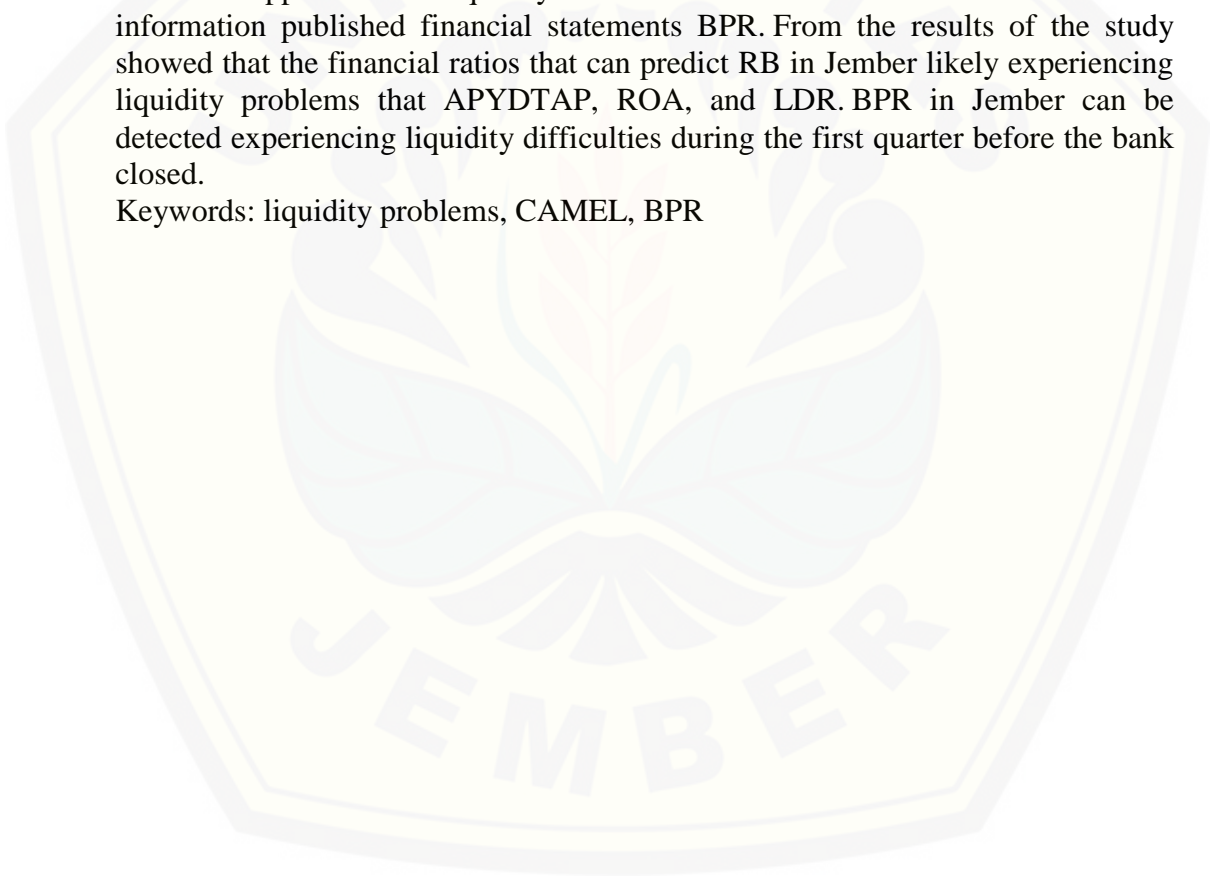 information published financial statements BPR. From the results of the study
showed that the financial ratios that can predict RB in Jember likely experiencing
liquidity problems that APYDTAP, ROA, and LDR. BPR in Jember can be
detected experiencing liquidity difficulties during the first quarter before the bank
closed.
Keywords: liquidity problems, CAMEL, BPR
JEMBER